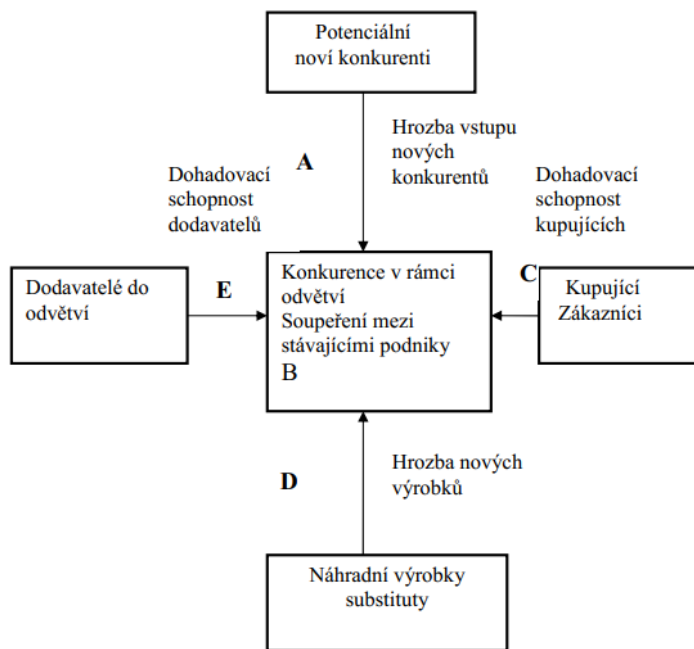 Potenciální
noví konkurenti
Hrozba vstupu
nových
konkurentů
A
Dohadovací
schopnost
dodavatelů
Dohadovací
schopnost
kupujících
Dodavatelé do
odvětví
E
Konkurence v rámci
odvětví
Soupeření mezi
stávajícími podniky
B
C
Kupující
Zákazníci
D
Hrozba nových
výrobků
Náhradní výrobky
substituty